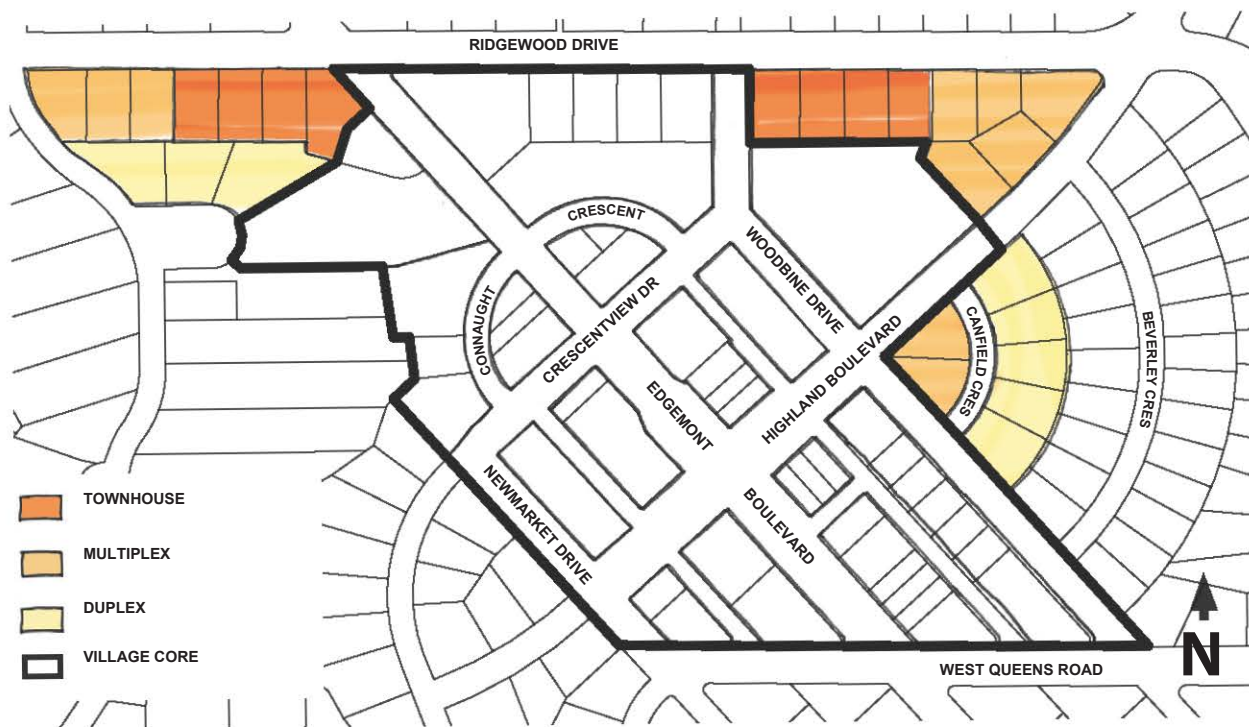 RIDGEWOOD DRIVE
CRESCENT
CONNAUGHT
CRESCENTVIEW DR
WOODBINE DRIVE
HIGHLAND BOULEVARD
CANFIELD CRES
BEVERLEY CRES
EDGEMONT
BOULEVARD
NEWMARKET DRIVE
TOWNHOUSE
MULTIPLEX
DUPLEX
VILLAGE CORE
N
WEST QUEENS ROAD